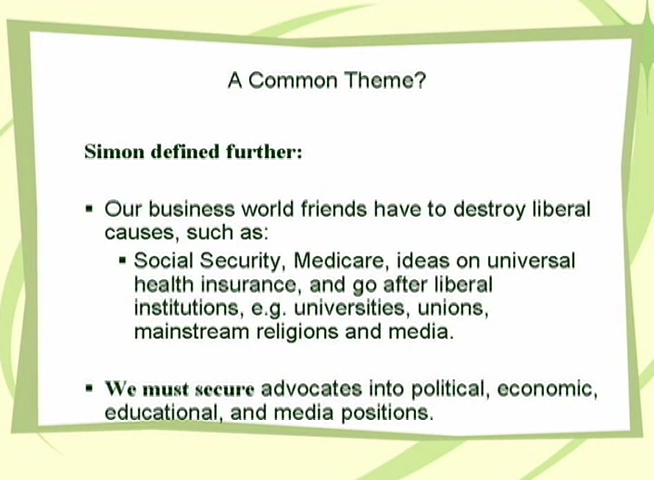 A Common Theme?
Simon defined further:
▪ Our business world friends have to destroy liberal
causes, such as:
▪ Social Security, Medicare, ideas on universal
health insurance, and go after liberal
institutions, e.g. universities, unions,
mainstream religions and media.
▪ We must secure advocates into political, economic,
educational, and media positions.